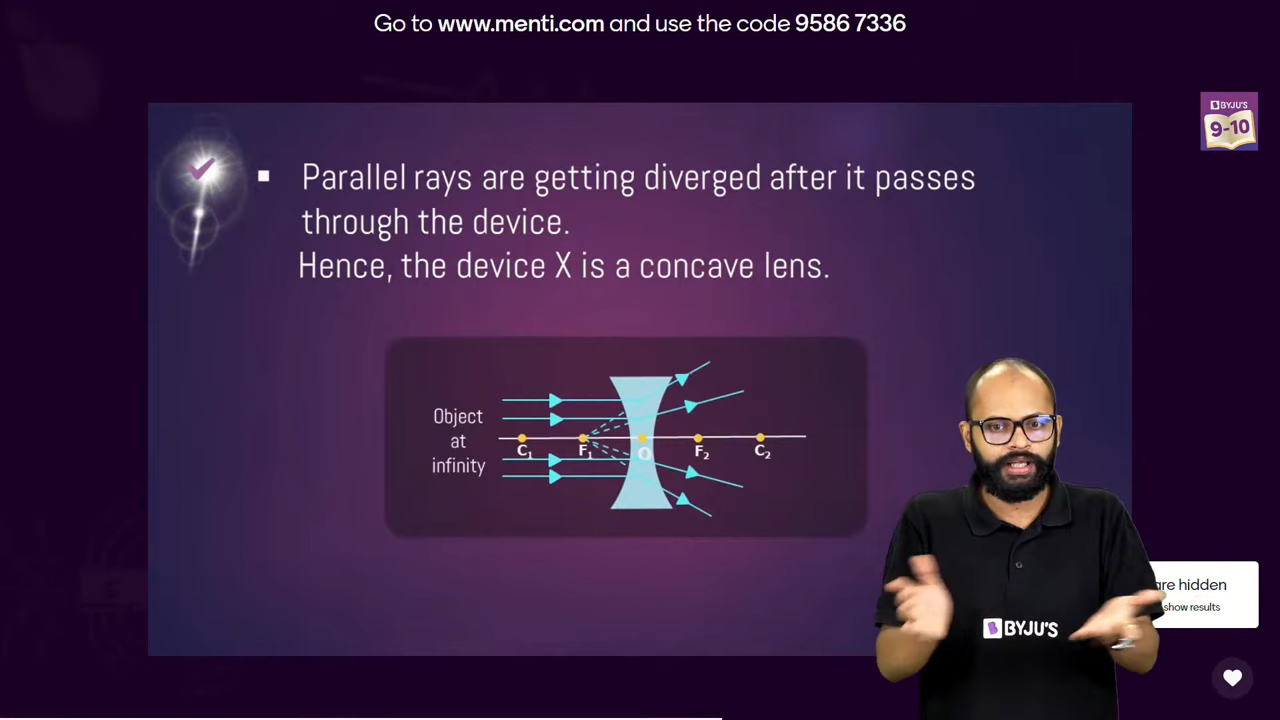 Go to www.menti.com and use the code 9586 7336
BYJU'S
9-10
Parallel rays are getting diverged after it passes
through the device.
Hence, the device X is a concave lens.
Object
at
infinity
C₁ F₁ O F₂ C₂
are hidden
show results
BYJU'S